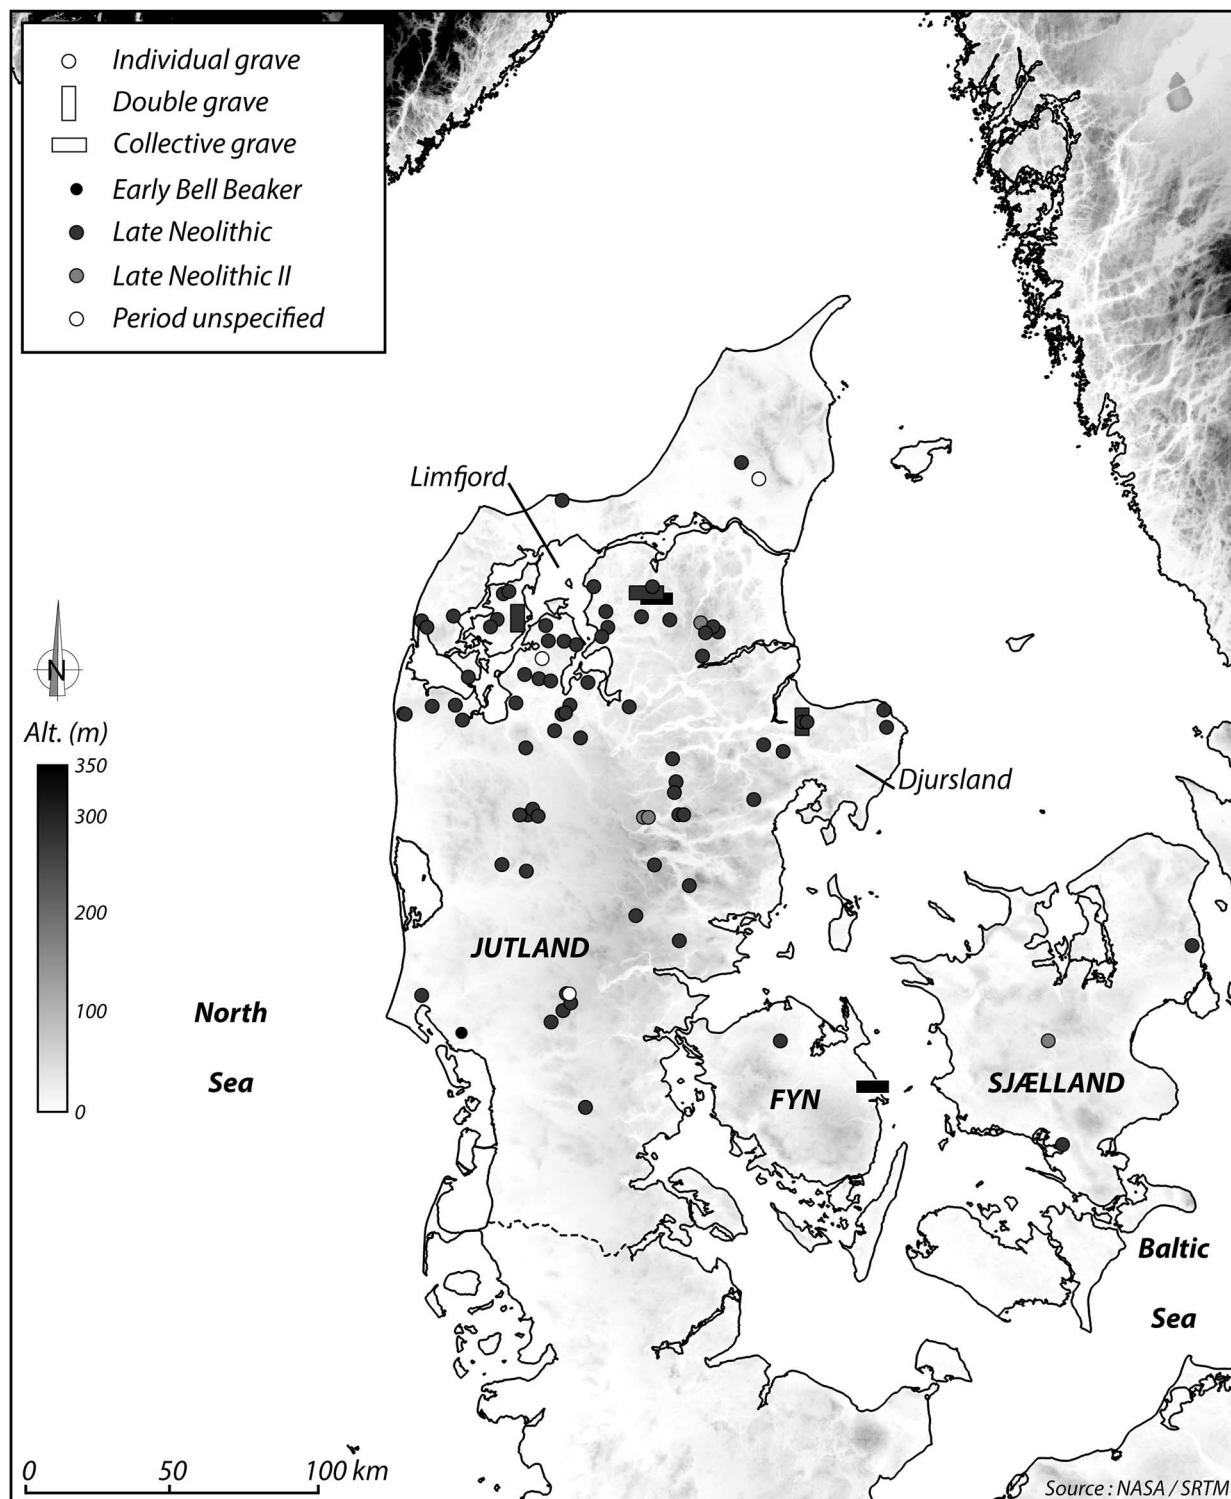 Individual grave
Double grave
Collective grave
Early Bell Beaker
Late Neolithic
Late Neolithic II
Period unspecified
Limfjord
N
Alt. (m)
350
300
200
100
0
Djursland
JUTLAND
North
Sea
FYN
SJÆLLAND
Baltic
Sea
0 50 100 km
Source : NASA / SRTM